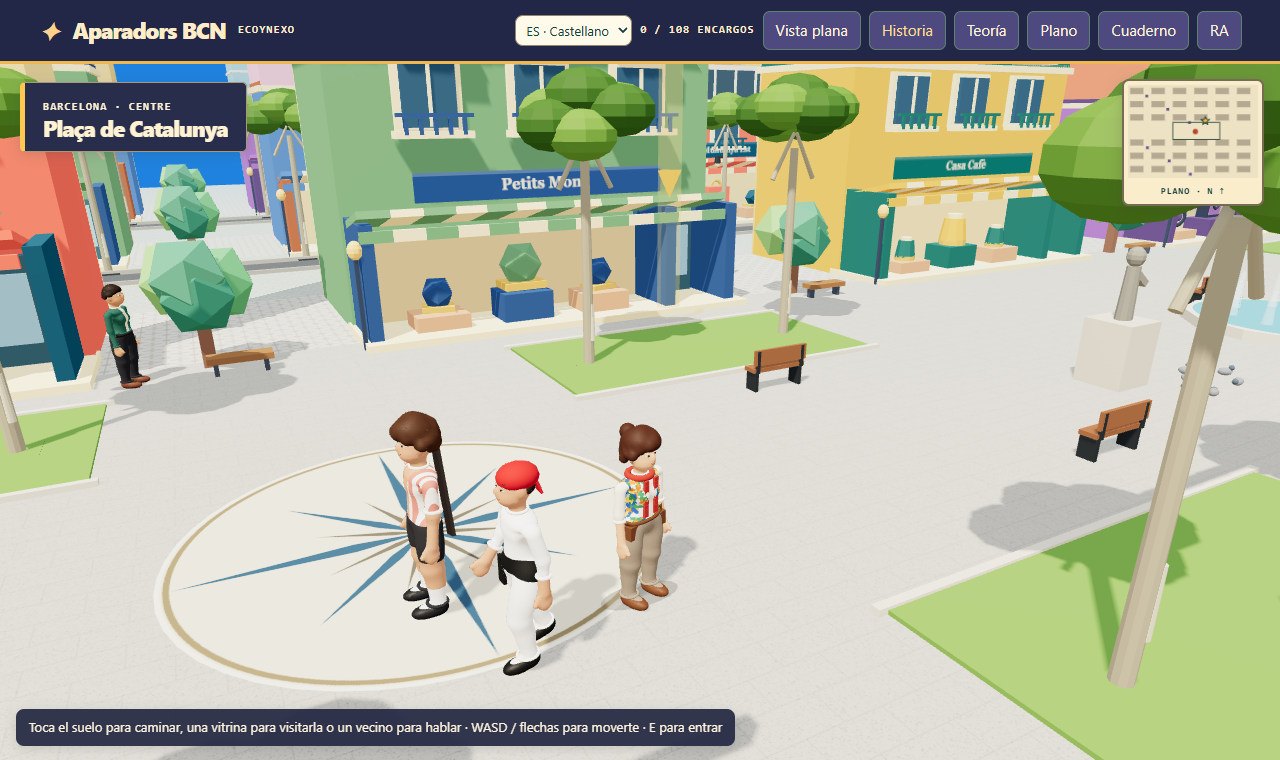 Aparadors BCN ECOYNEXO
ES · Castellano
0 / 108 ENCARGOS
Vista plana
Historia
Teoría
Plano
Cuaderno
RA
BARCELONA · CENTRE
Plaça de Catalunya
Petits Mon
Casa Cafè
PLANO · N ↑
Toca el suelo para caminar, una vitrina para visitarla o un vecino para hablar · WASD / flechas para moverte · E para entrar